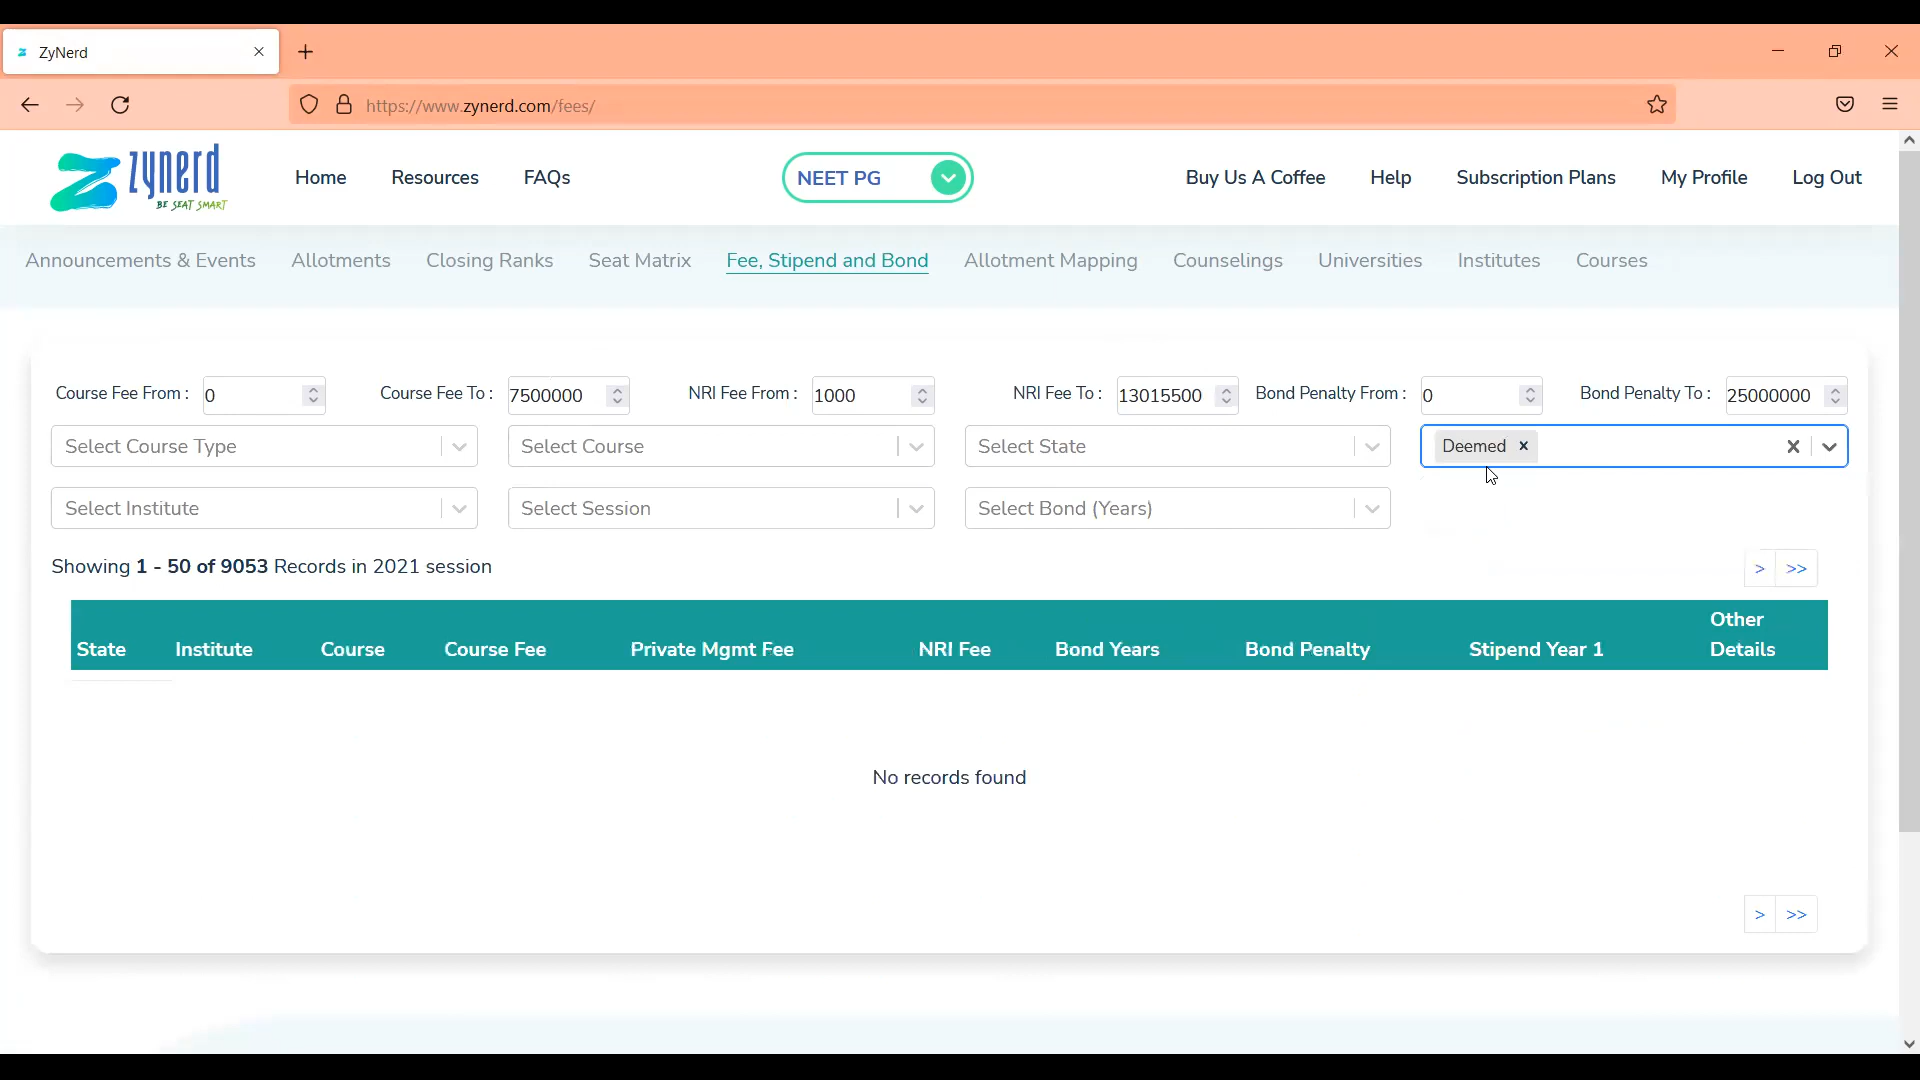 ZyNerd
https://www.zynerd.com/fees/
zynerd
BE SEAT SMART
Home Resources FAQs NEET PG Buy Us A Coffee Help Subscription Plans My Profile Log Out
Announcements & Events Allotments Closing Ranks Seat Matrix Fee, Stipend and Bond Allotment Mapping Counselings Universities Institutes Courses
Course Fee From : 0 Course Fee To : 7500000 NRI Fee From : 1000 NRI Fee To : 13015500 Bond Penalty From : 0 Bond Penalty To : 25000000
Select Course Type Select Course Select State Deemed
Select Institute Select Session Select Bond (Years)
Showing 1 - 50 of 9053 Records in 2021 session > >>
State Institute Course Course Fee Private Mgmt Fee NRI Fee Bond Years Bond Penalty Stipend Year 1 Other
Details
No records found
> >>